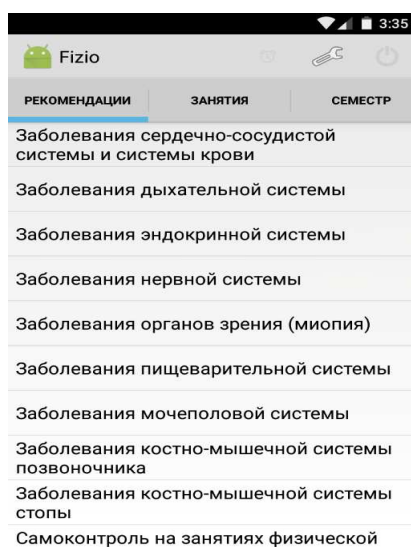 3:35
Fizio
РЕКОМЕНДАЦИИ ЗАНЯТИЯ СЕМЕСТР
Заболевания сердечно-сосудистой
системы и системы крови
Заболевания дыхательной системы
Заболевания эндокринной системы
Заболевания нервной системы
Заболевания органов зрения (миопия)
Заболевания пищеварительной системы
Заболевания мочеполовой системы
Заболевания костно-мышечной системы
позвоночника
Заболевания костно-мышечной системы
стопы
Самоконтроль на занятиях физической